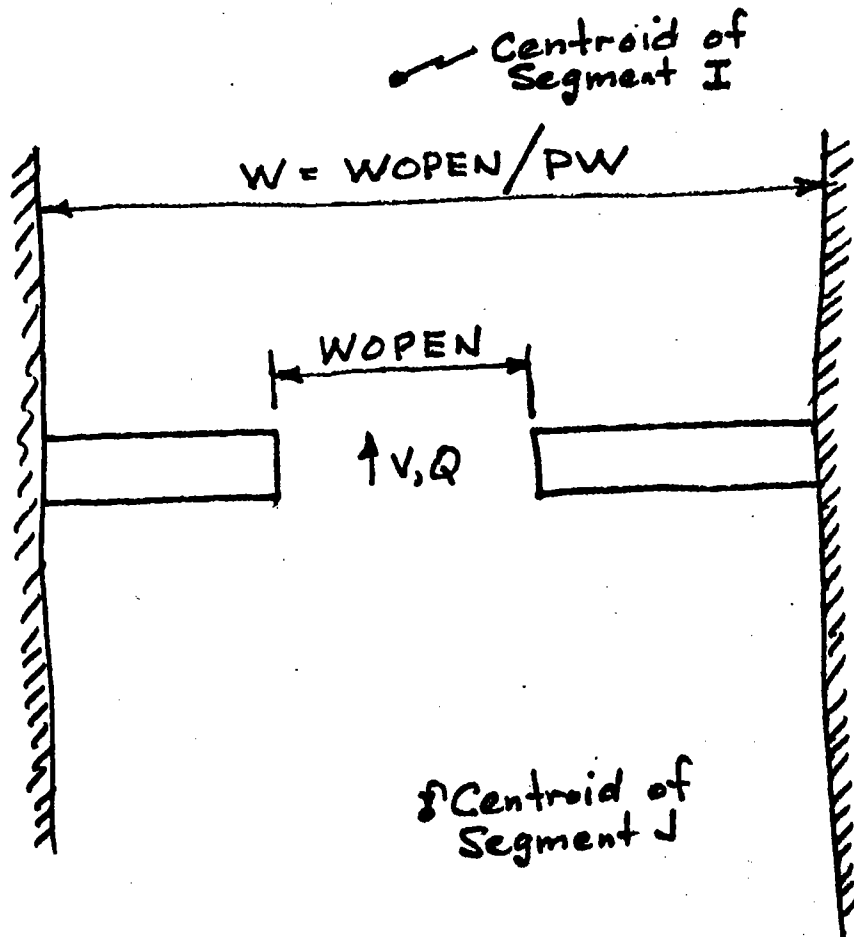 Centroid of
Segment I
W = WOPEN/PW
WOPEN
V,Q
Centroid of
Segment J